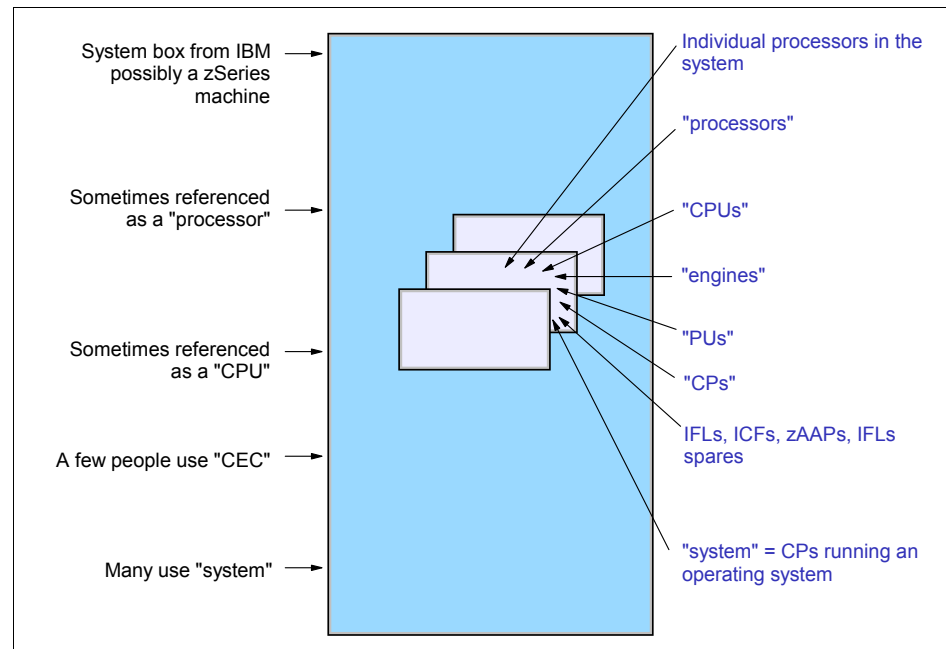 System box from IBM
possibly a zSeries
machine
Sometimes referenced
as a "processor"
Sometimes referenced
as a "CPU"
A few people use "CEC"
Many use "system"
Individual processors in the
system
"processors"
"CPUs"
"engines"
"PUs"
"CPs"
IFLs, ICFs, zAAPs, IFLs
spares
"system" = CPs running an
operating system